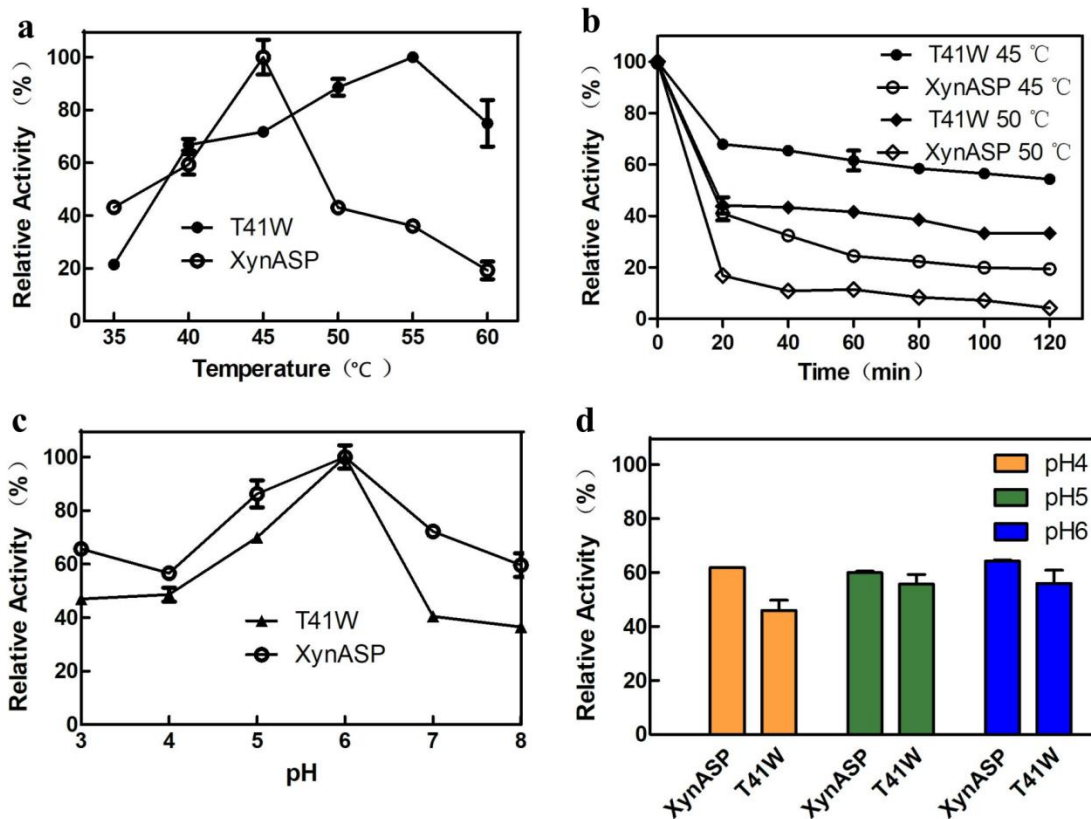 a
Relative Activity (%)
100
80
60
40
20
0
T41W
XynASP
35 40 45 50 55 60
Temperature (℃)
b
Relative Activity (%)
100
80
60
40
20
0
T41W 45 ℃
XynASP 45 ℃
T41W 50 ℃
XynASP 50 ℃
0 20 40 60 80 100 120
Time (min)
c
Relative Activity (%)
100
80
60
40
20
0
T41W
XynASP
3 4 5 6 7 8
pH
d
Relative Activity (%)
100
80
60
40
20
0
pH4
pH5
pH6
XynASP
T41W
XynASP
T41W
XynASP
T41W